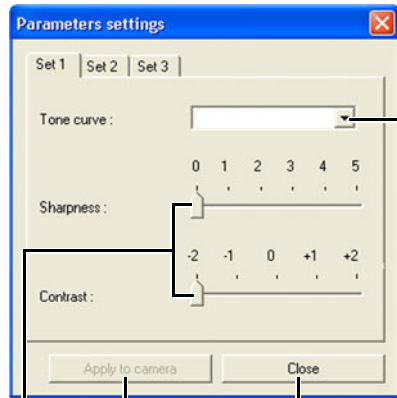 Parameters settings
Set 1 Set 2 Set 3
Tone curve :
0 1 2 3 4 5
Sharpness :
-2 -1 0 +1 +2
Contrast :
Apply to camera Close